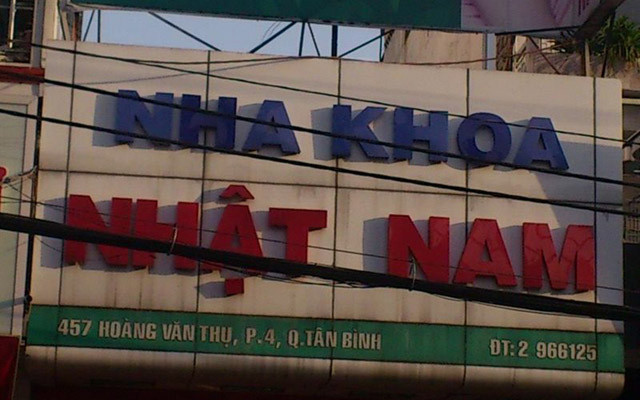 NHA KHOA
NHẬT NAM
457 HOÀNG VĂN THỤ, P.4, Q.TÂN BÌNH ĐT: 2 966125